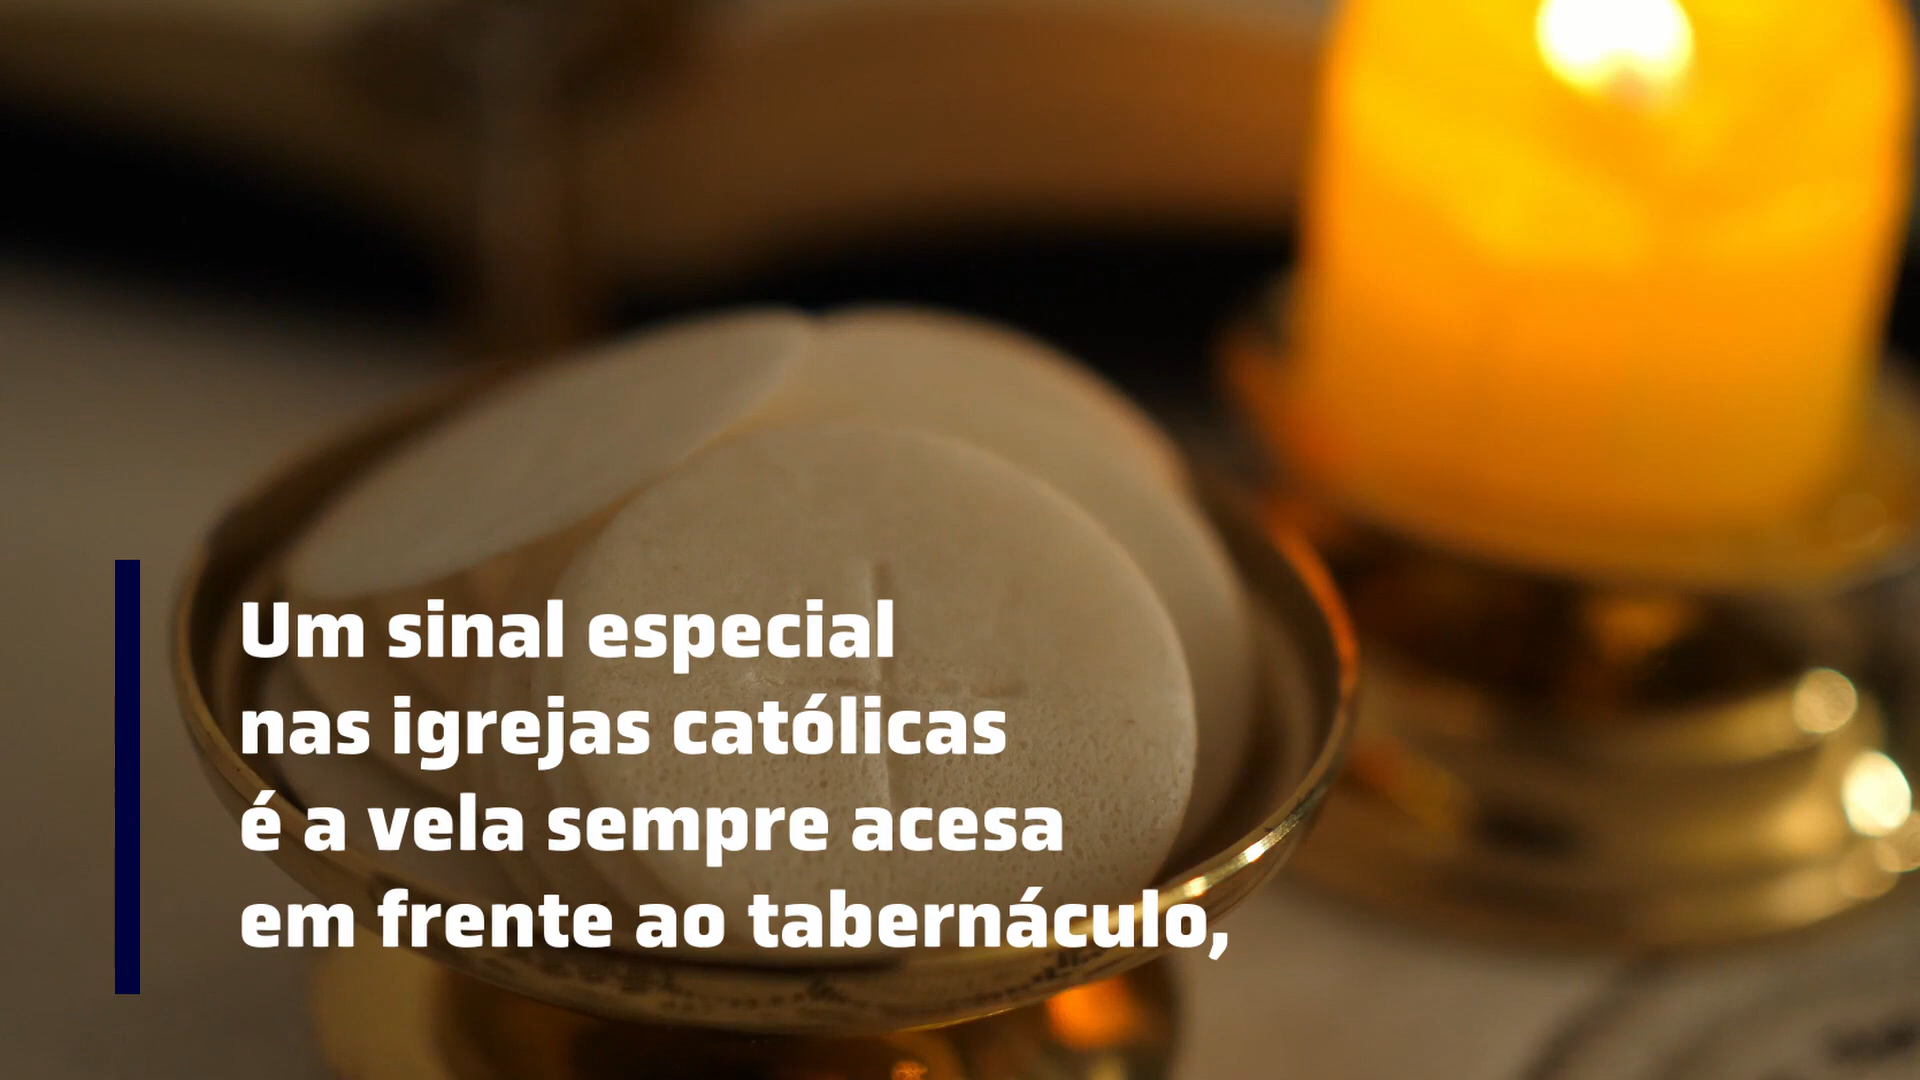 Um sinal especial
nas igrejas católicas
é a vela sempre acesa
em frente ao tabernáculo,